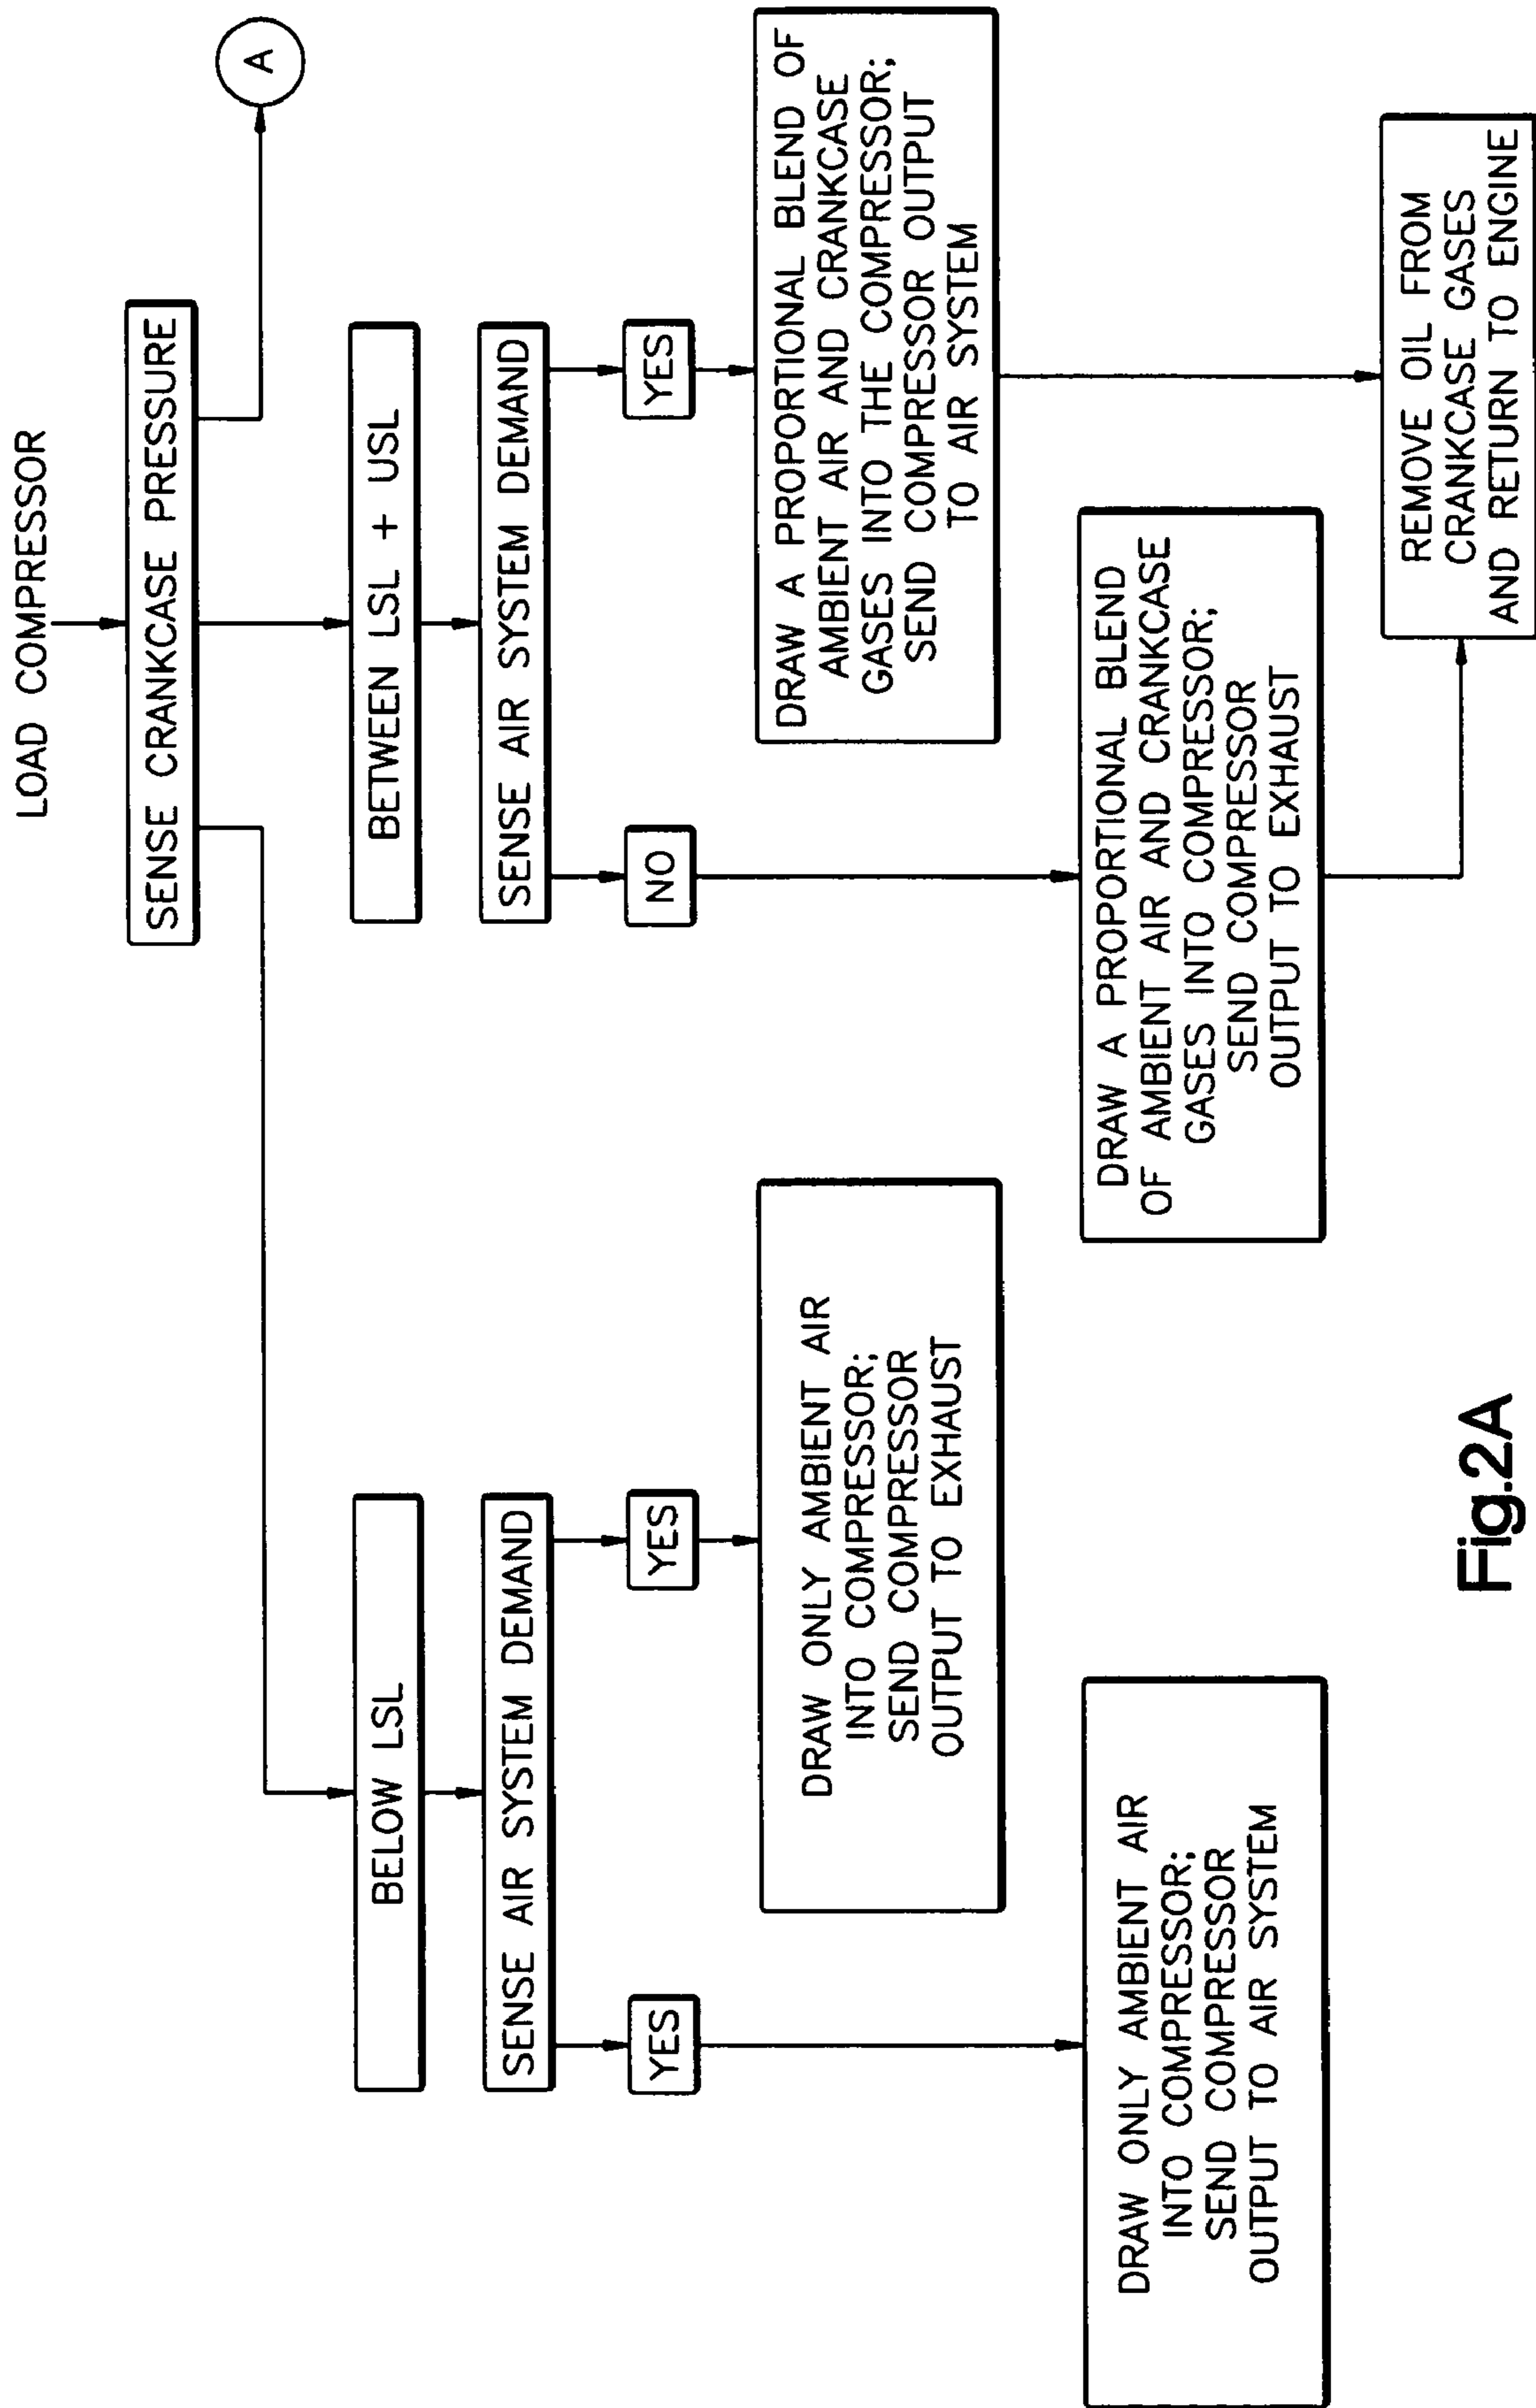 LOAD COMPRESSOR
SENSE CRANKCASE PRESSURE
A
BELOW LSL
SENSE AIR SYSTEM DEMAND
YES
YES
DRAW ONLY AMBIENT AIR
INTO COMPRESSOR;
SEND COMPRESSOR
OUTPUT TO AIR SYSTEM
DRAW ONLY AMBIENT AIR
INTO COMPRESSOR;
SEND COMPRESSOR
OUTPUT TO EXHAUST
BETWEEN LSL + USL
SENSE AIR SYSTEM DEMAND
NO
YES
DRAW A PROPORTIONAL BLEND
OF AMBIENT AIR AND CRANKCASE
GASES INTO COMPRESSOR;
SEND COMPRESSOR
OUTPUT TO EXHAUST
DRAW A PROPORTIONAL BLEND OF
AMBIENT AIR AND CRANKCASE
GASES INTO THE COMPRESSOR;
SEND COMPRESSOR OUTPUT
TO AIR SYSTEM
REMOVE OIL FROM
CRANKCASE GASES
AND RETURN TO ENGINE
Fig.2A